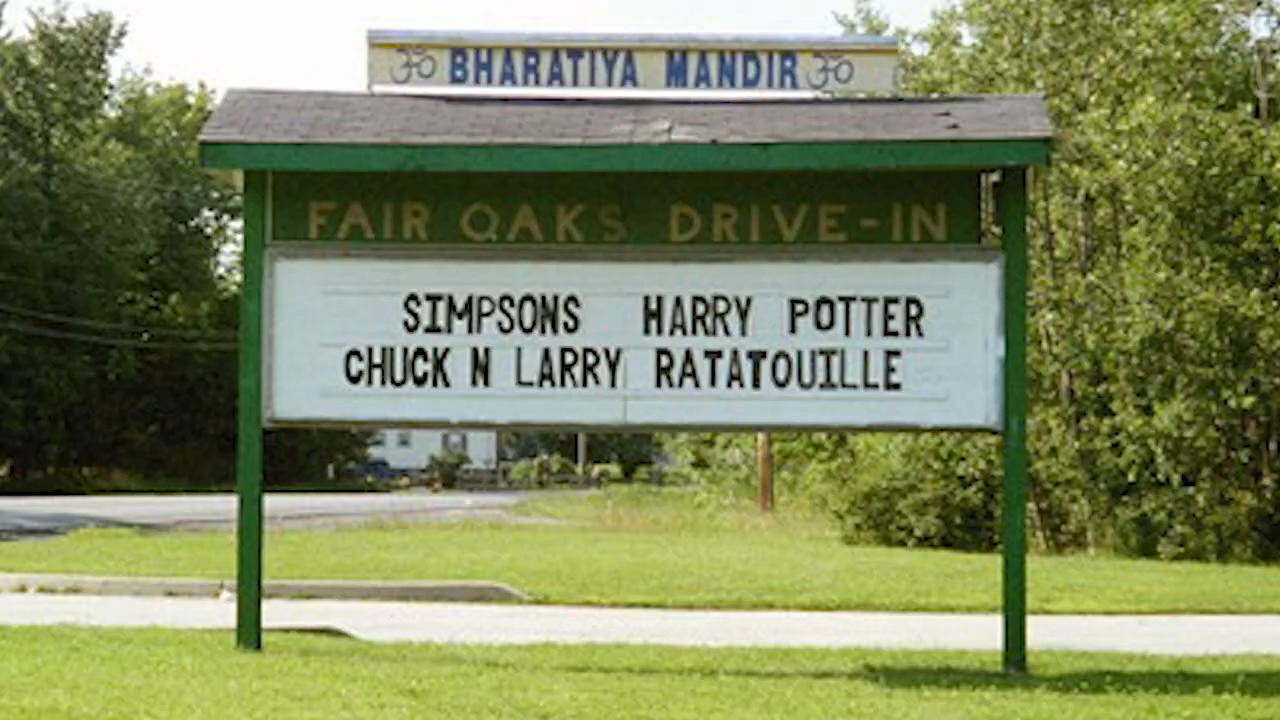 ॐ BHARATIYA MANDIR ॐ
FAIR OAKS DRIVE-IN
SIMPSONS HARRY POTTER
CHUCK N LARRY RATATOUILLE